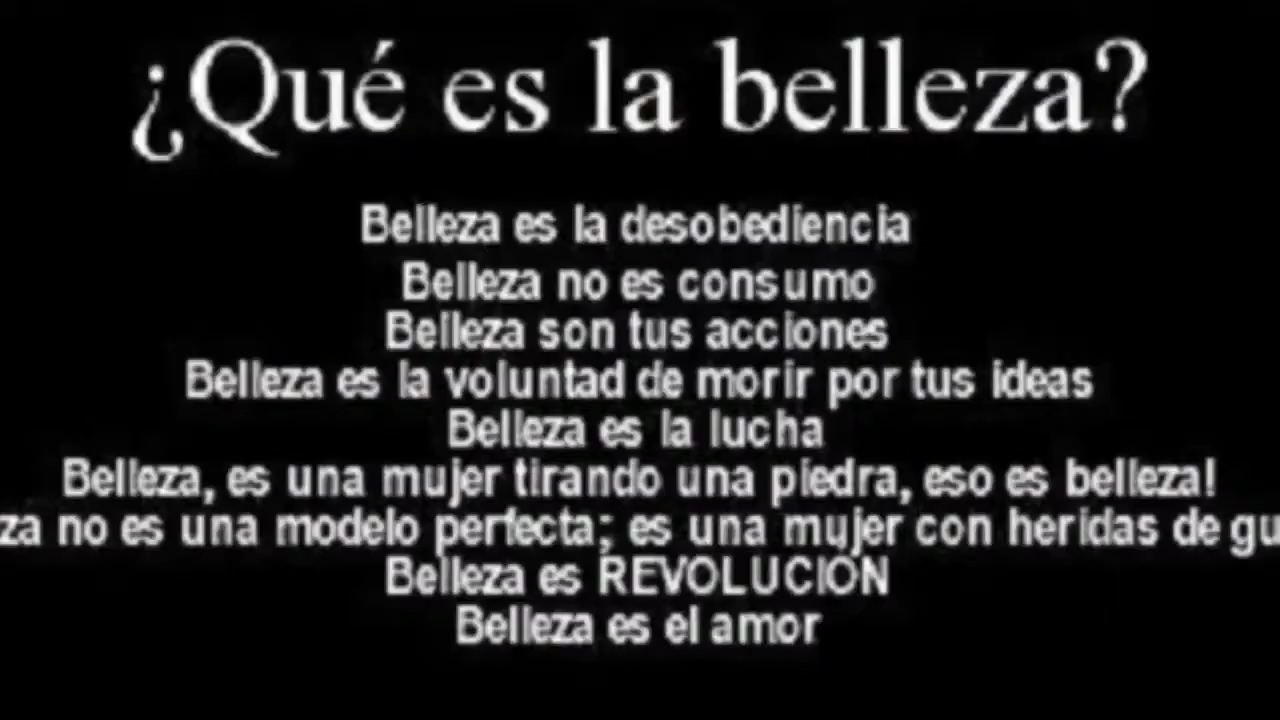 ¿Qué es la belleza?
Belleza es la desobediencia
Belleza no es consumo
Belleza son tus acciones
Belleza es la voluntad de morir por tus ideas
Belleza es la lucha
Belleza, es una mujer tirando una piedra, eso es belleza!
no es una modelo perfecta; es una mujer con heridas de
Belleza es REVOLUCIÓN
Belleza es el amor